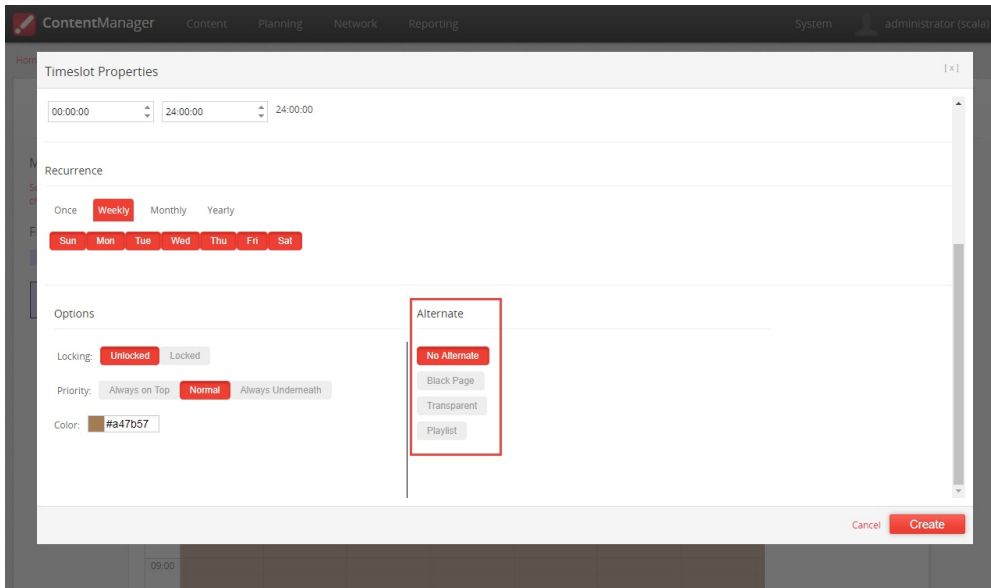 ContentManager Content Planning Network Reporting System administrator (scala)
Hom
Timeslot Properties [x]
00:00:00 24:00:00 24:00:00
Recurrence
Once Weekly Monthly Yearly
Sun Mon Tue Wed Thu Fri Sat
Options Alternate
Locking: Unlocked Locked No Alternate
Black Page
Priority: Always on Top Normal Always Underneath
Transparent
Color: #a47b57
Playlist
Cancel Create
09:00